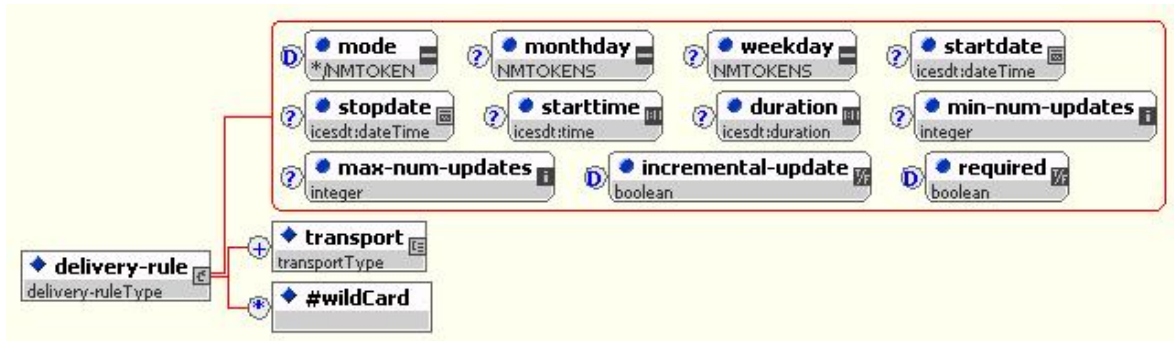 D mode ? monthday ? weekday ? startdate
*/NMTOKEN NMTOKENS NMTOKENS icesdt:dateTime
? stopdate ? starttime ? duration ? min-num-updates
icesdt:dateTime icesdt:time icesdt:duration integer
? max-num-updates D incremental-update D required
integer boolean boolean
+ transport
transportType
delivery-rule
delivery-ruleType
* #wildCard